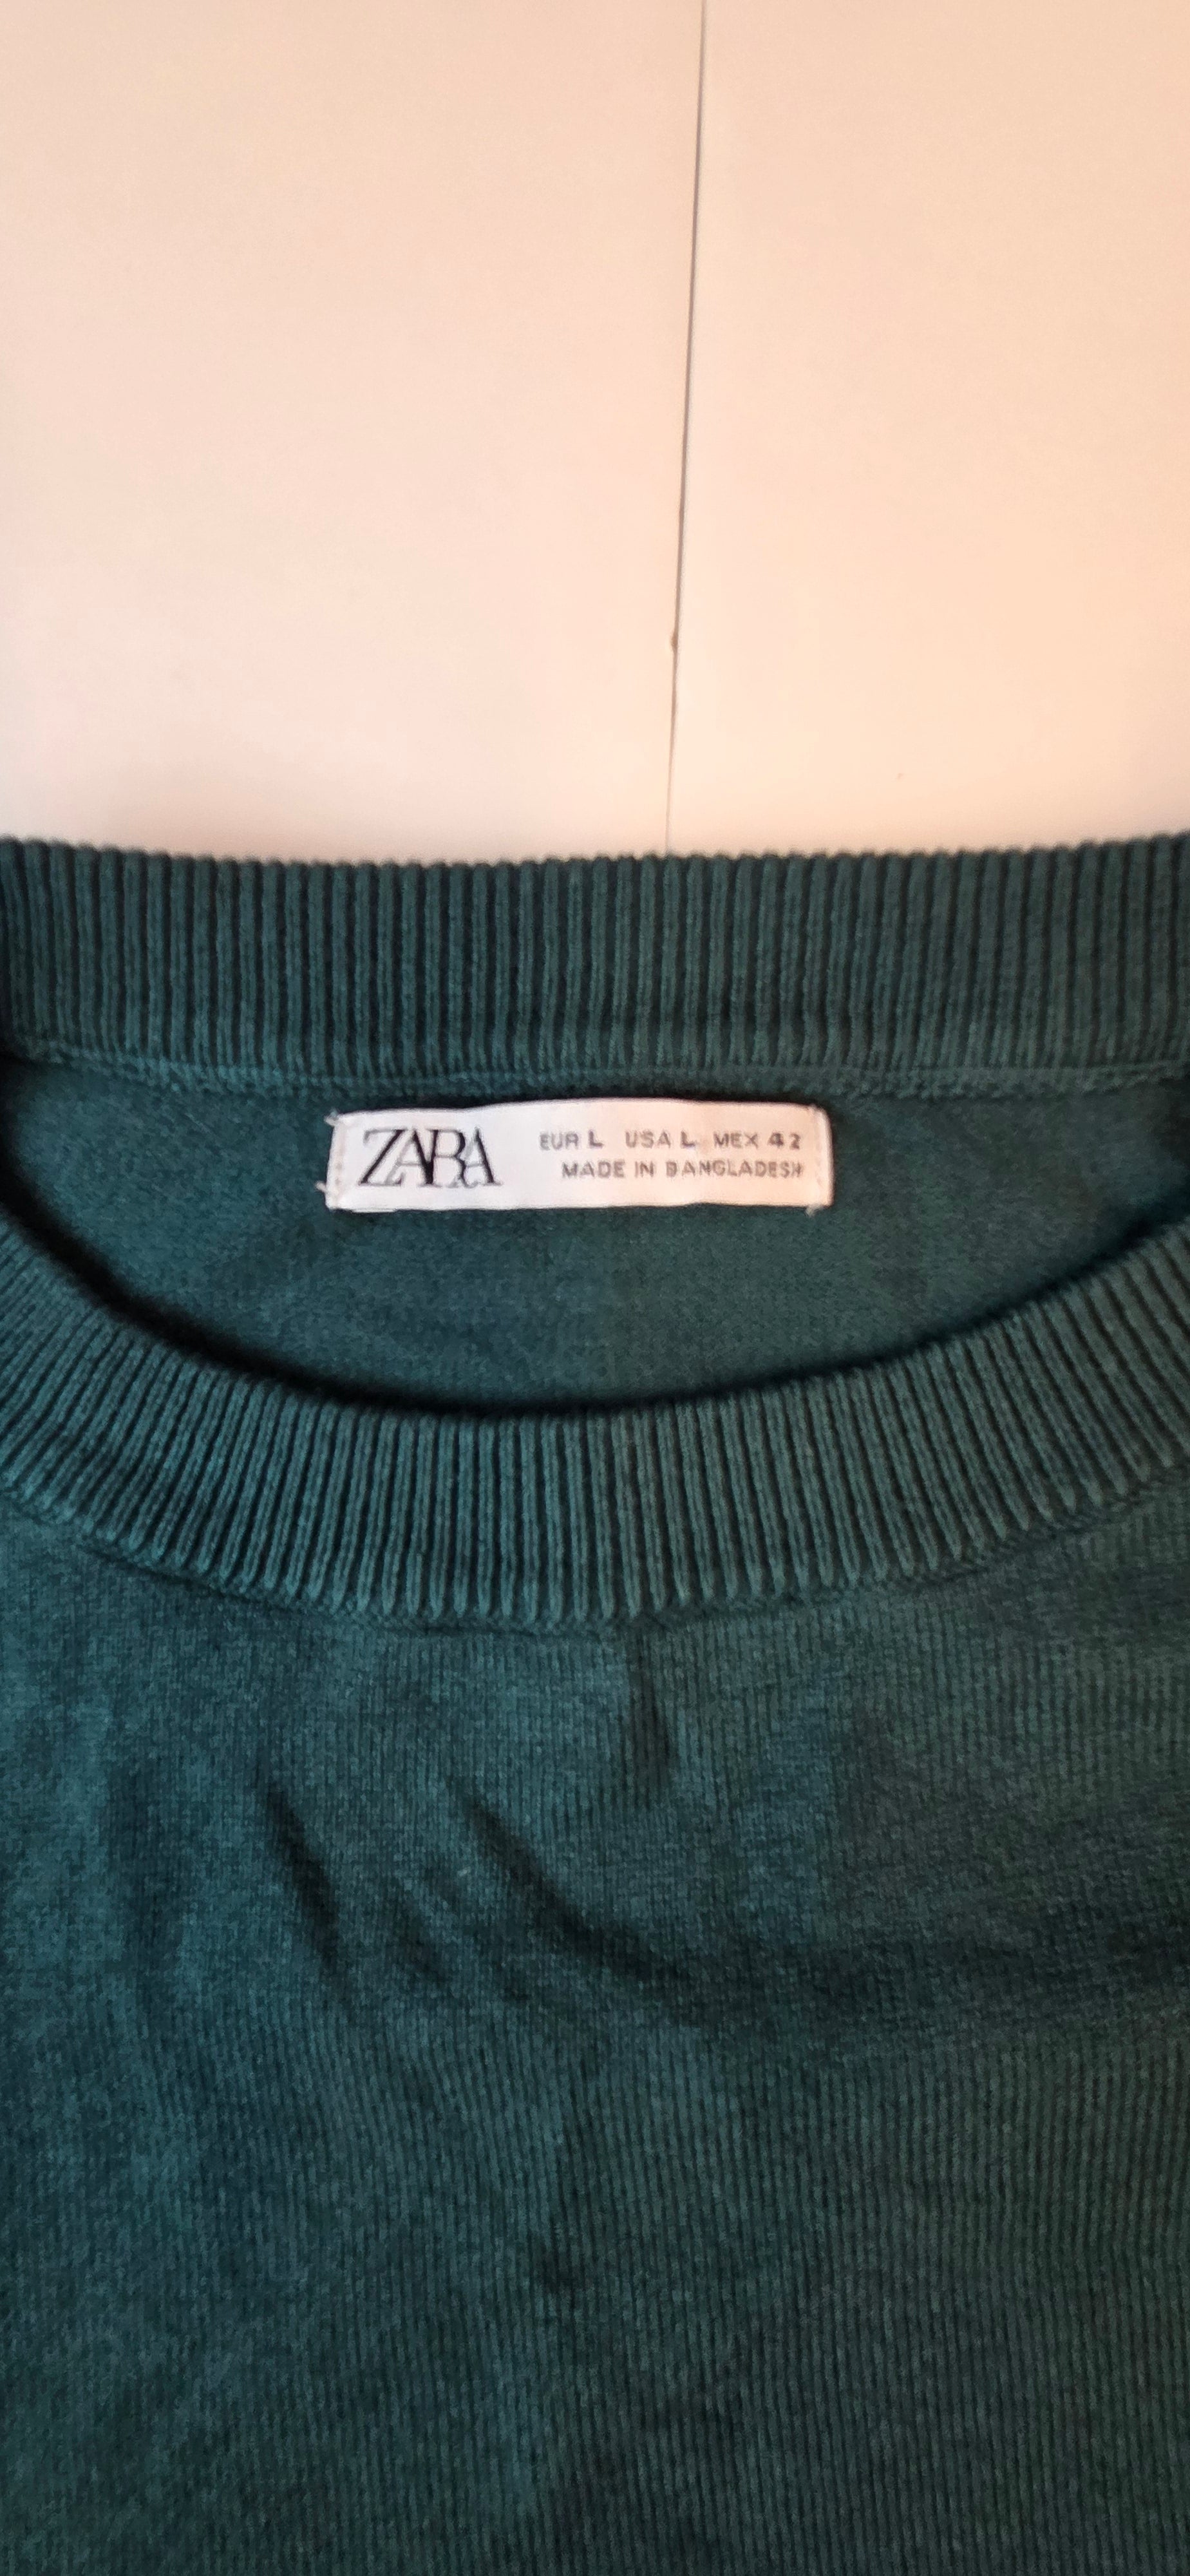 ZARA
EUR L USA L MEX 42
MADE IN BANGLADESH